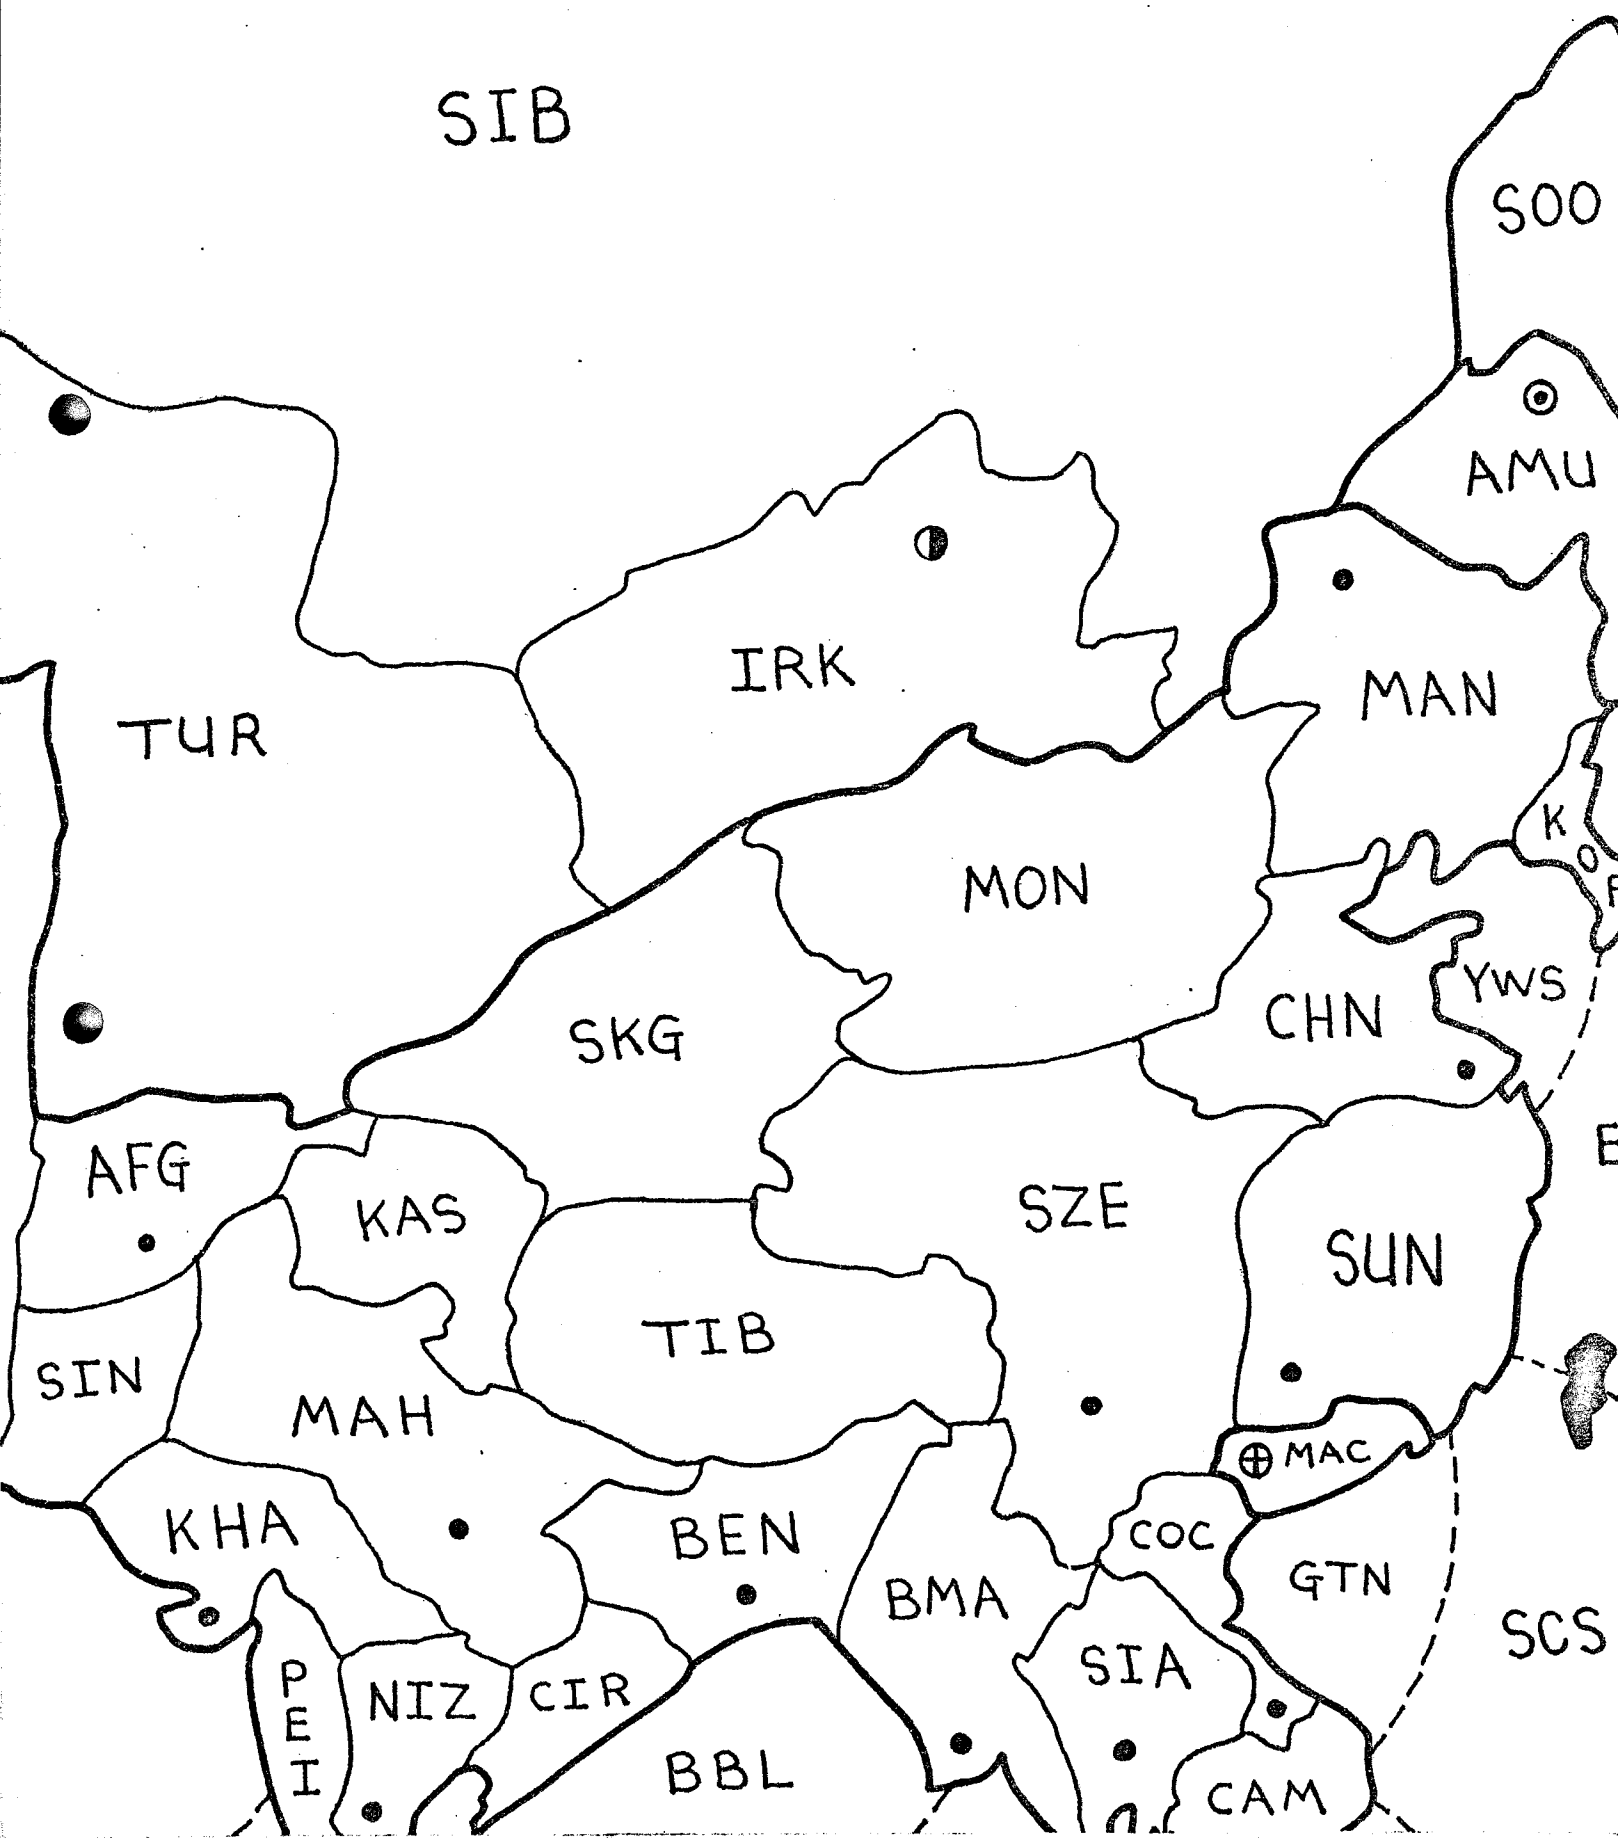 SIB
SOO
AMU
IRK
MAN
TUR
K
MON
YWS
CHN
SKG
AFG
KAS
SZE
SUN
TIB
SIN
MAH
MAC
KHA
BEN
COC
GTN
BMA
SCS
SIA
PEI
NIZ
CIR
BBL
CAM